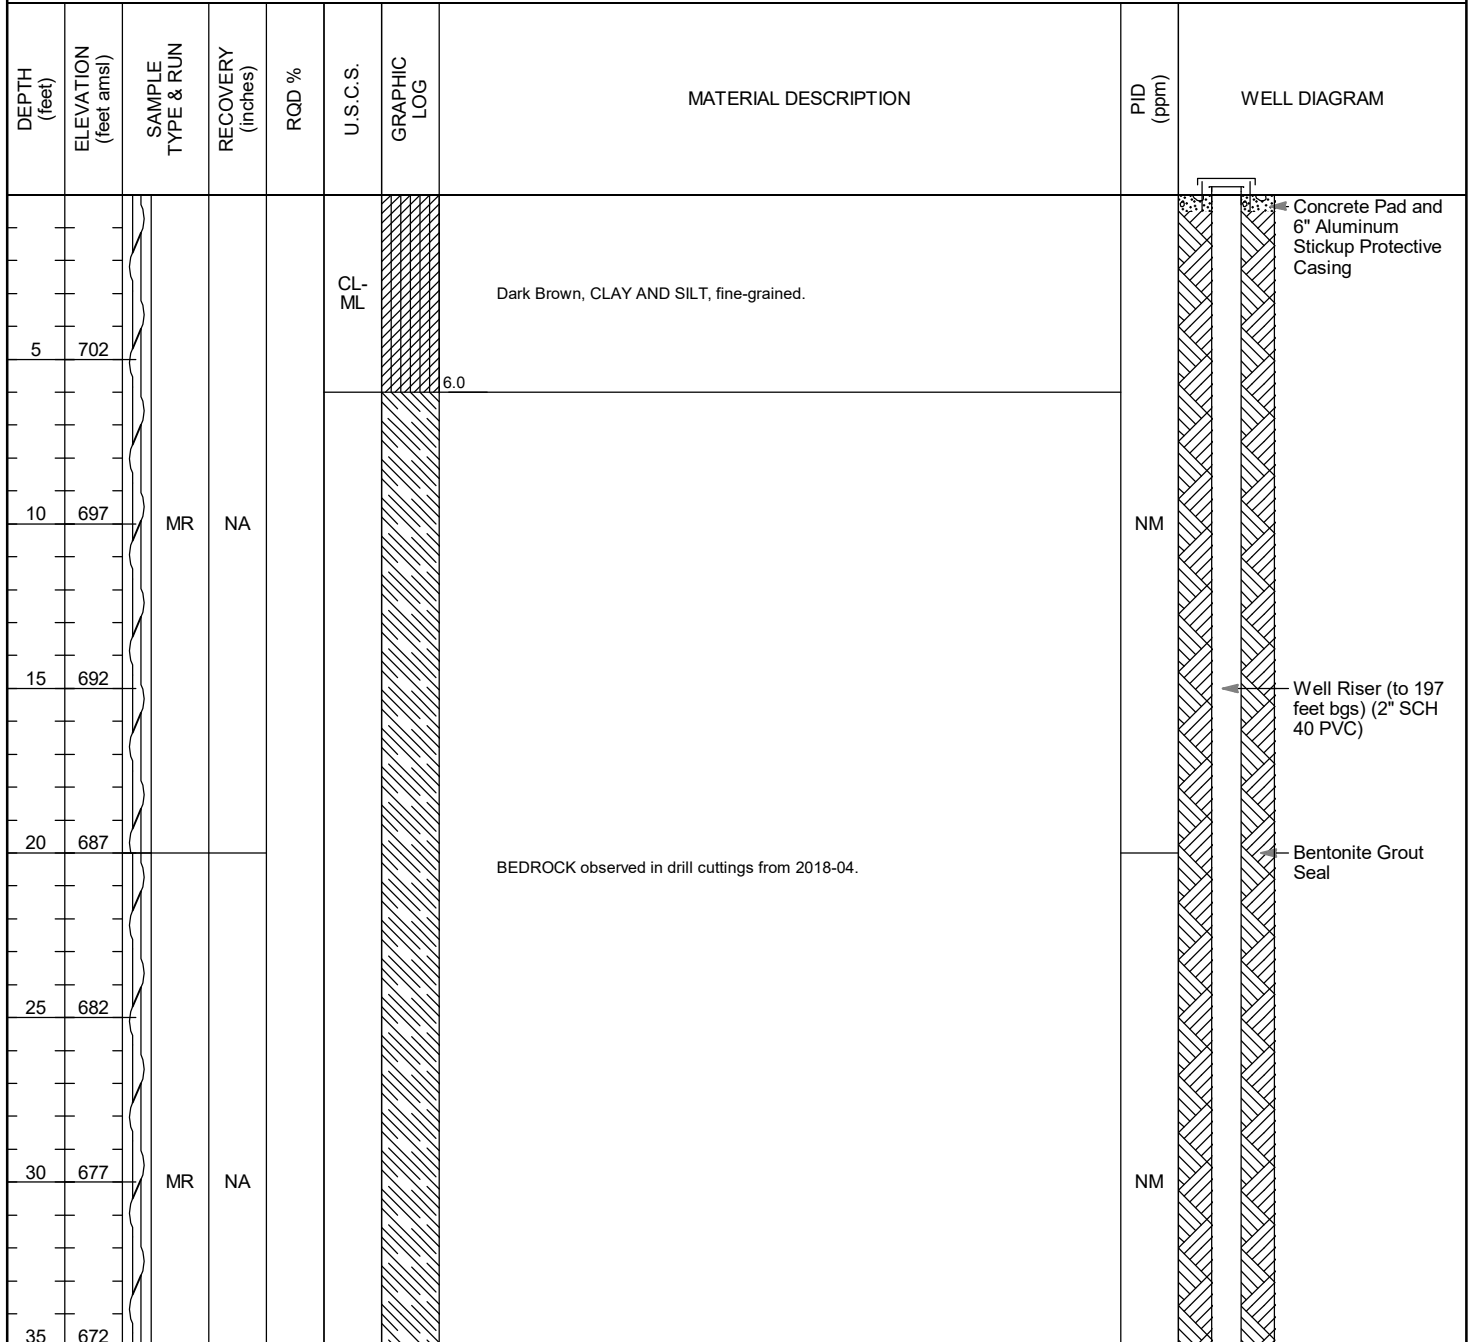 DEPTH
(feet)
ELEVATION
(feet amsl)
SAMPLE
TYPE & RUN
RECOVERY
(inches)
RQD %
U.S.C.S.
GRAPHIC
LOG
MATERIAL DESCRIPTION
PID
(ppm)
WELL DIAGRAM
Concrete Pad and
6" Aluminum
Stickup Protective
Casing
CL-
ML
Dark Brown, CLAY AND SILT, fine-grained.
5 702
6.0
10 697 MR NA NM
15 692
Well Riser (to 197
feet bgs) (2" SCH
40 PVC)
20 687
BEDROCK observed in drill cuttings from 2018-04.
Bentonite Grout
Seal
25 682
30 677 MR NA NM
35 672